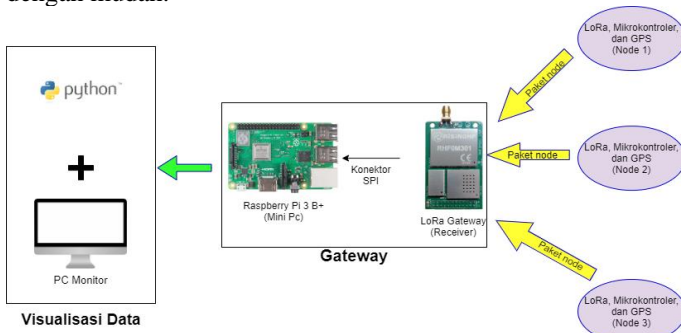 dengan mudah.
python
PC Monitor
Visualisasi Data
Raspberry Pi 3 B+
(Mini Pc)
Konektor
SPI
RHF0M301
LoRa Gateway
(Receiver)
Gateway
Paket node
Paket node
Paket node
LoRa, Mikrokontroler,
dan GPS
(Node 1)
LoRa, Mikrokontroler,
dan GPS
(Node 2)
LoRa, Mikrokontroler,
dan GPS
(Node 3)